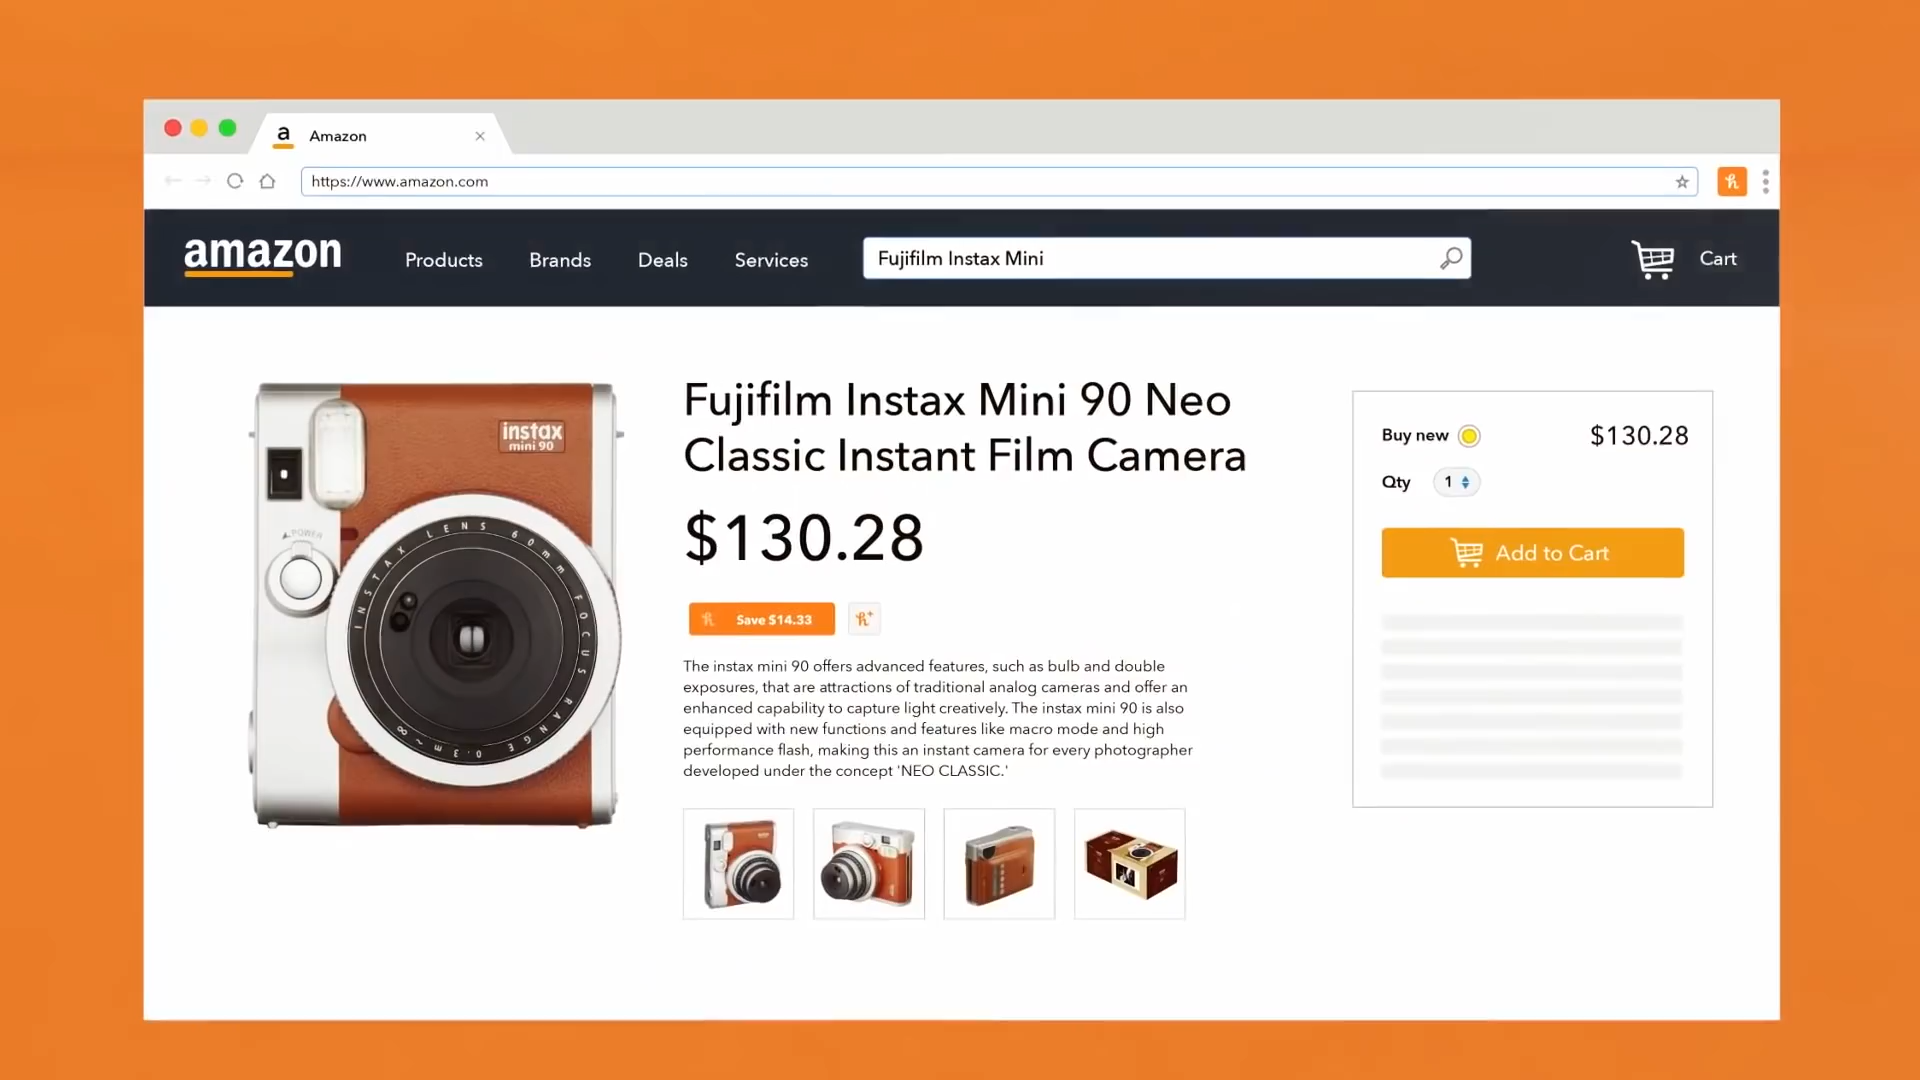 a Amazon
https://www.amazon.com
amazon Products Brands Deals Services Fujifilm Instax Mini Cart
instax
mini 90
POWER
INSTAX LENS 60mm FOCUS RANGE 0.3m~∞
Fujifilm Instax Mini 90 Neo
Classic Instant Film Camera
$130.28
Save $14.33
The instax mini 90 offers advanced features, such as bulb and double
exposures, that are attractions of traditional analog cameras and offer an
enhanced capability to capture light creatively. The instax mini 90 is also
equipped with new functions and features like macro mode and high
performance flash, making this an instant camera for every photographer
developed under the concept 'NEO CLASSIC.'
Buy new $130.28
Qty 1
Add to Cart